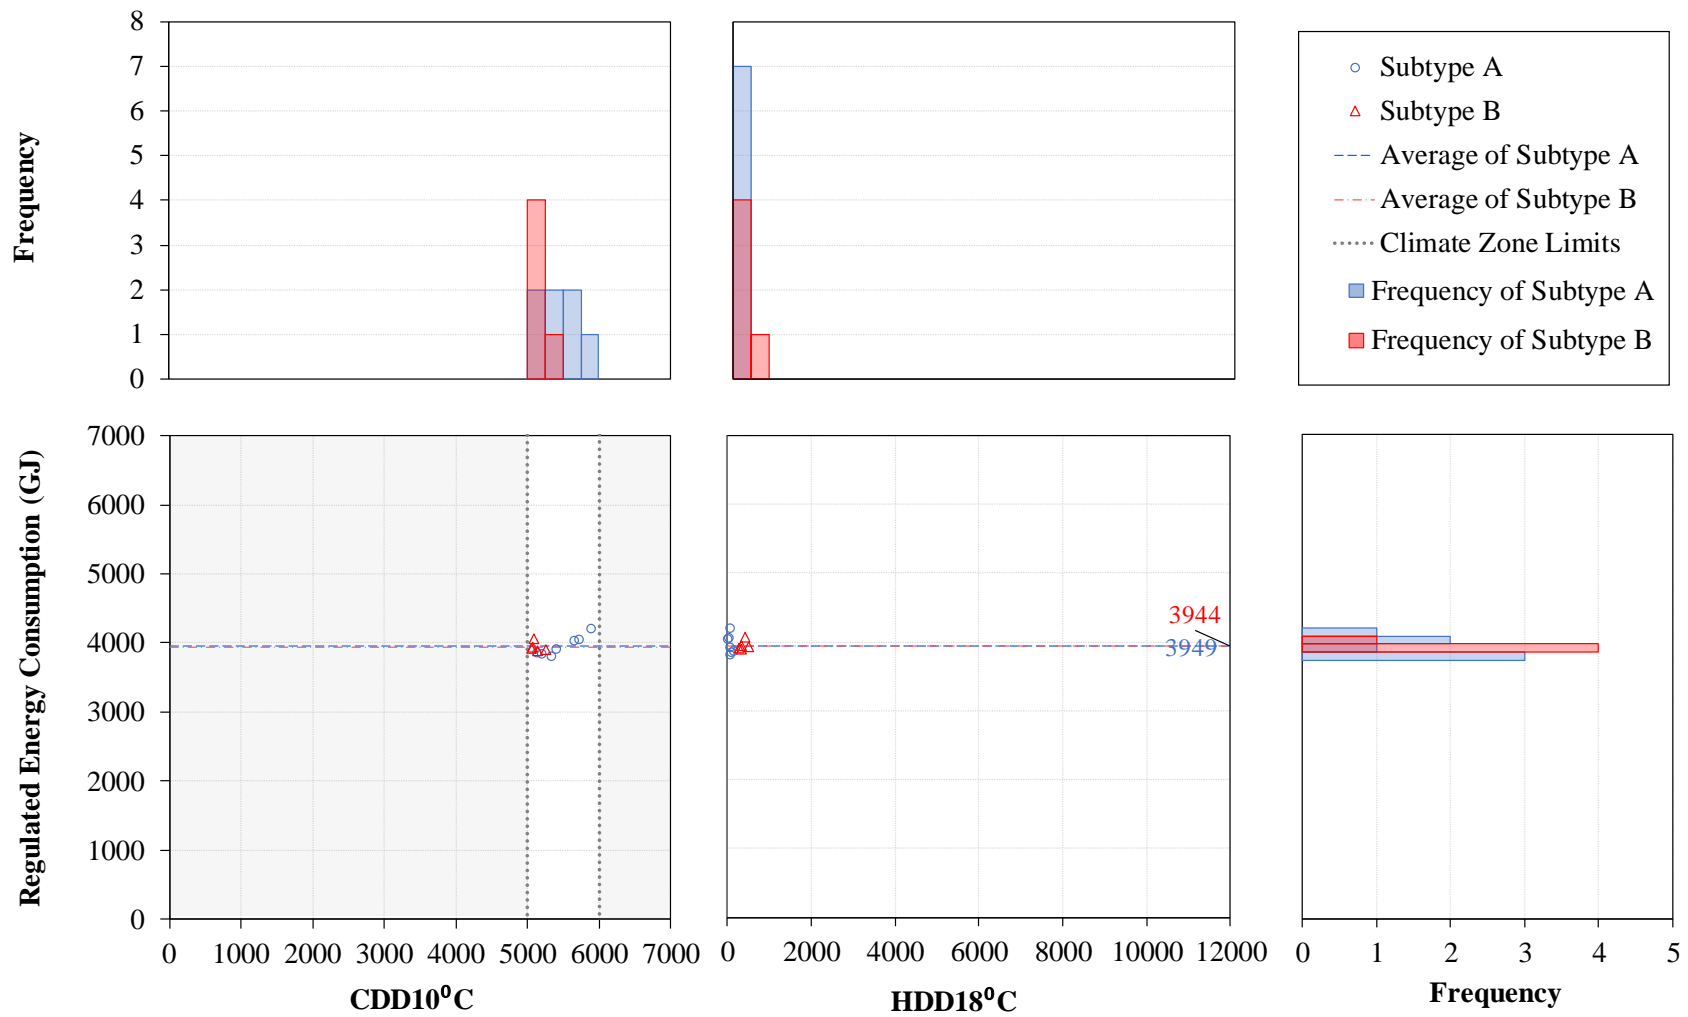 Frequency
8
7
6
5
4
3
2
1
0
Subtype A
Subtype B
Average of Subtype A
Average of Subtype B
Climate Zone Limits
Frequency of Subtype A
Frequency of Subtype B
Regulated Energy Consumption (GJ)
7000
6000
5000
4000
3000
2000
1000
0
0 1000 2000 3000 4000 5000 6000 7000
CDD10⁰C
3944
3949
0 2000 4000 6000 8000 10000 12000
HDD18⁰C
0 1 2 3 4 5
Frequency